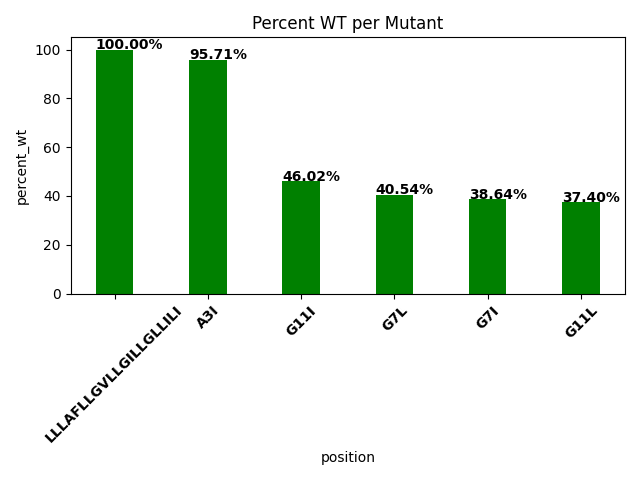 Percent WT per Mutant
percent_wt
100
80
60
40
20
0
100.00%
95.71%
46.02%
40.54%
38.64%
37.40%
LLLAFLLGVLLGILLGLLILI
A3I
G11I
G7L
G7I
G11L
position